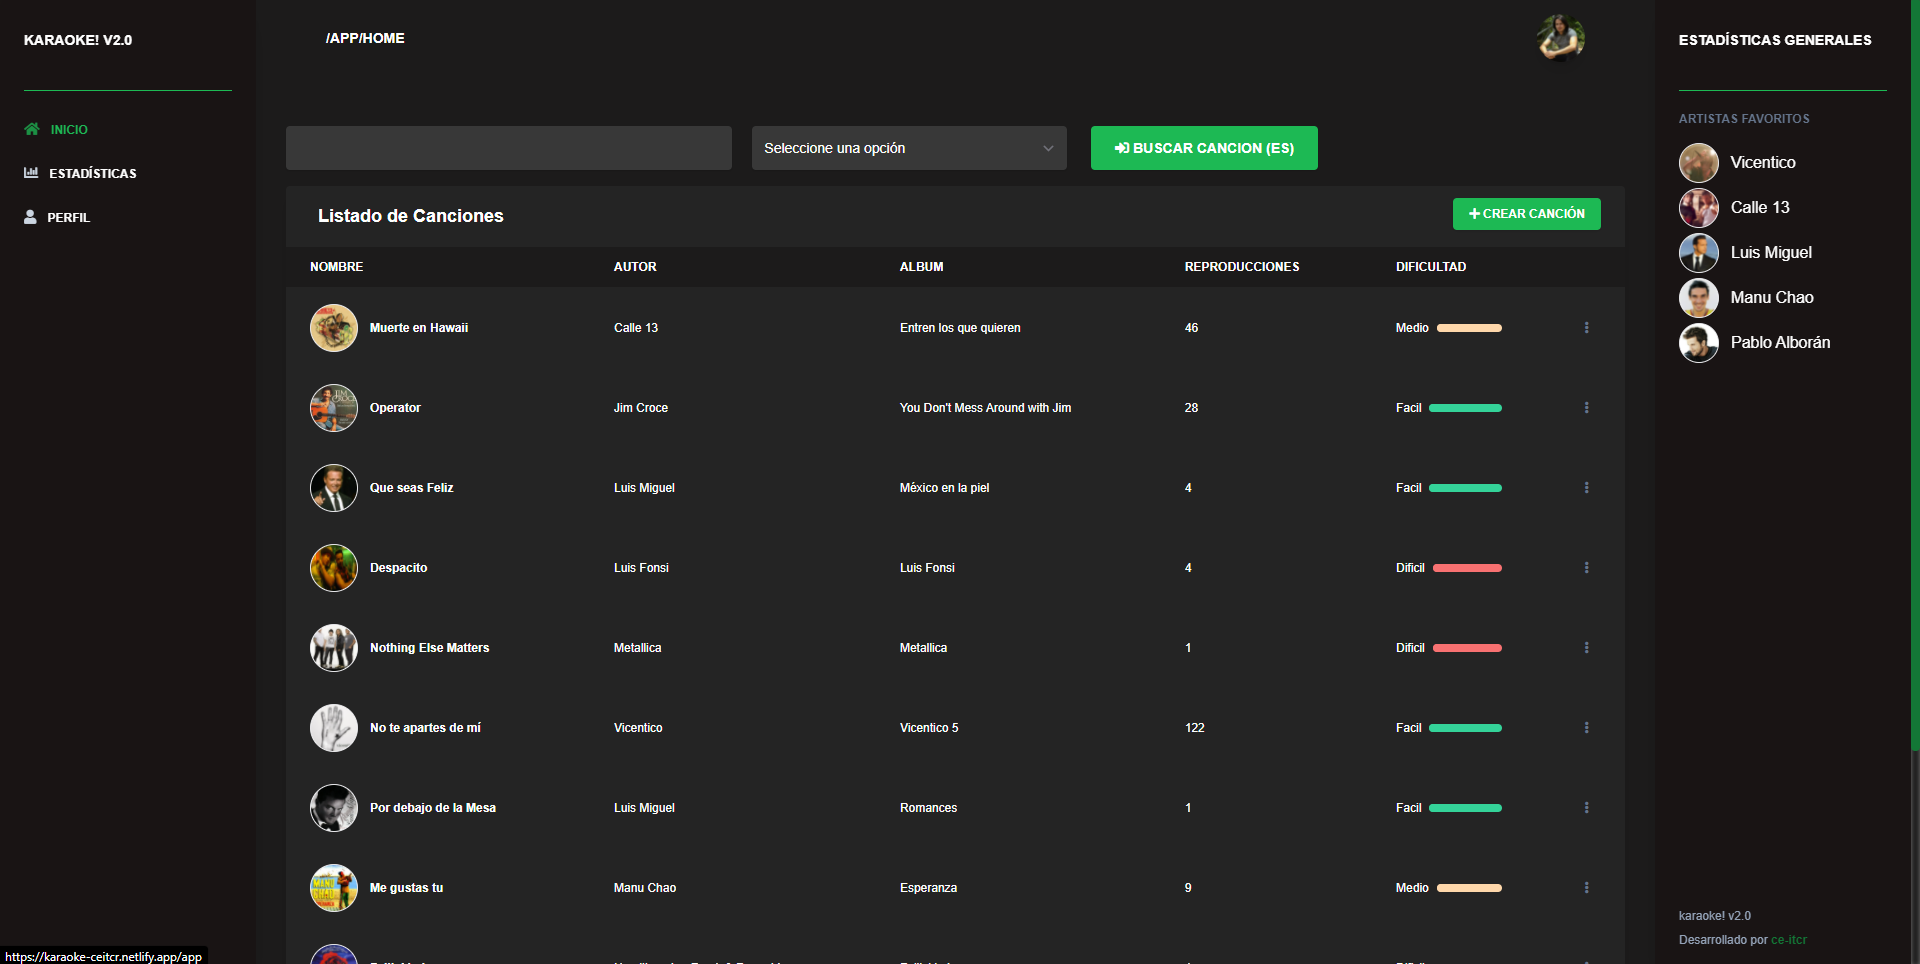 KARAOKE! V2.0
INICIO
ESTADÍSTICAS
PERFIL
/APP/HOME
Seleccione una opción
BUSCAR CANCION (ES)
Listado de Canciones
CREAR CANCIÓN
NOMBRE AUTOR ALBUM REPRODUCCIONES DIFICULTAD
Muerte en Hawaii Calle 13 Entren los que quieren 46 Medio
Operator Jim Croce You Don't Mess Around with Jim 28 Facil
Que seas Feliz Luis Miguel México en la piel 4 Facil
Despacito Luis Fonsi Luis Fonsi 4 Dificil
Nothing Else Matters Metallica Metallica 1 Dificil
No te apartes de mí Vicentico Vicentico 5 122 Facil
Por debajo de la Mesa Luis Miguel Romances 1 Facil
Me gustas tu Manu Chao Esperanza 9 Medio
ESTADÍSTICAS GENERALES
ARTISTAS FAVORITOS
Vicentico
Calle 13
Luis Miguel
Manu Chao
Pablo Alborán
karaoke! v2.0
Desarrollado por ce-itcr
https://karaoke-ceitcr.netlify.app/app